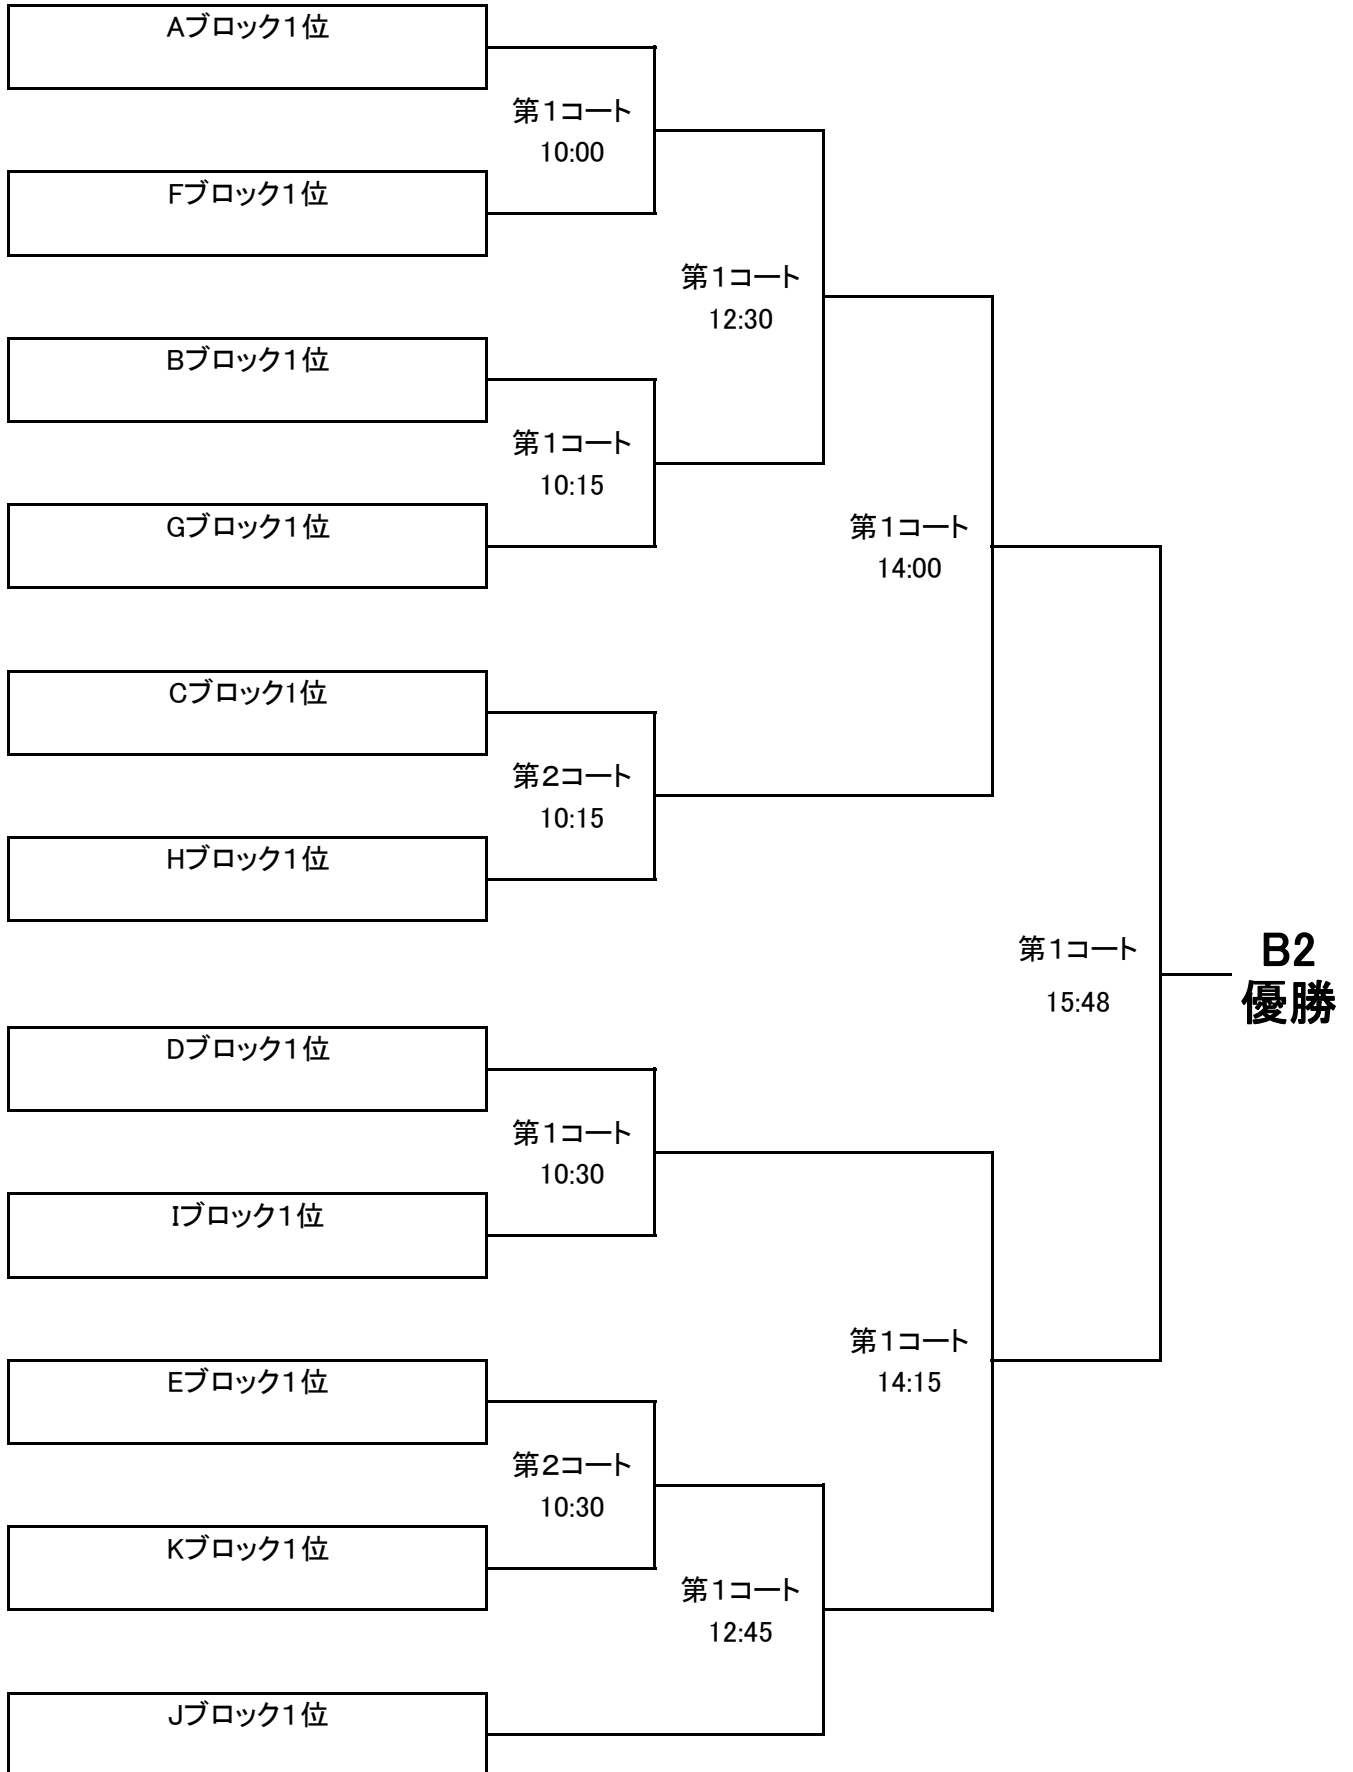 Aブロック１位
第１コート
10:00
Fブロック１位
第１コート
12:30
Bブロック１位
第１コート
10:15
Gブロック１位
第１コート
14:00
Cブロック1位
第２コート
10:15
Hブロック１位
第１コート
15:48
B2
優勝
Dブロック１位
第１コート
10:30
Iブロック１位
第１コート
14:15
Eブロック１位
第２コート
10:30
Kブロック１位
第１コート
12:45
Jブロック１位